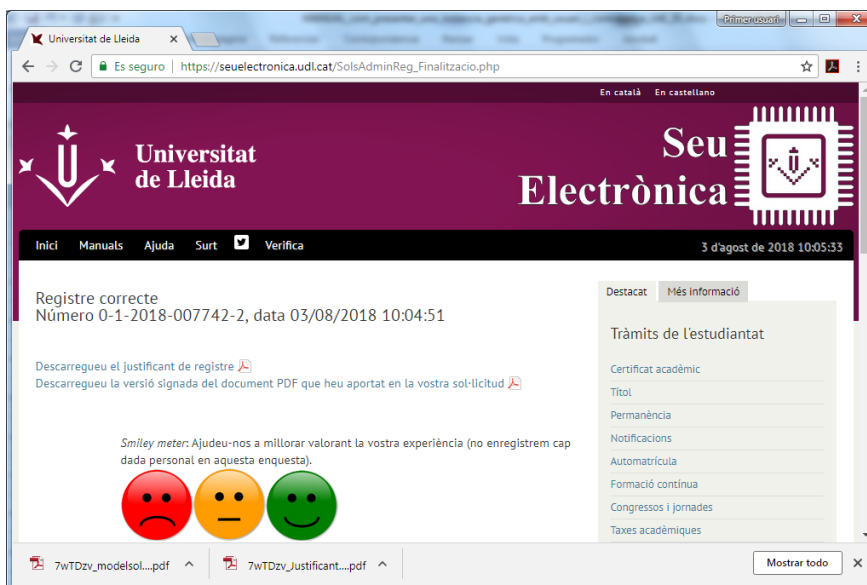 Primer usuari
Universitat de Lleida
Es seguro
https://seuelectronica.udl.cat/SolsAdminReg_Finalitzacio.php
En català En castellano
Universitat
de Lleida
Seu
Electrònica
Inici Manuals Ajuda Surt Verifica
3 d'agost de 2018 10:05:33
Registre correcte
Número 0-1-2018-007742-2, data 03/08/2018 10:04:51
Descarregueu el justificant de registre
Descarregueu la versió signada del document PDF que heu aportat en la vostra sol·licitud
Smiley meter: Ajudeu-nos a millorar valorant la vostra experiència (no enregistrem cap
dada personal en aquesta enquesta).
Destacat Més informació
Tràmits de l'estudiantat
Certificat acadèmic
Títol
Permanència
Notificacions
Automatrícula
Formació contínua
Congressos i jornades
Taxes acadèmiques
7wTDzv_modelsol....pdf
7wTDzv_Justificant....pdf
Mostrar todo